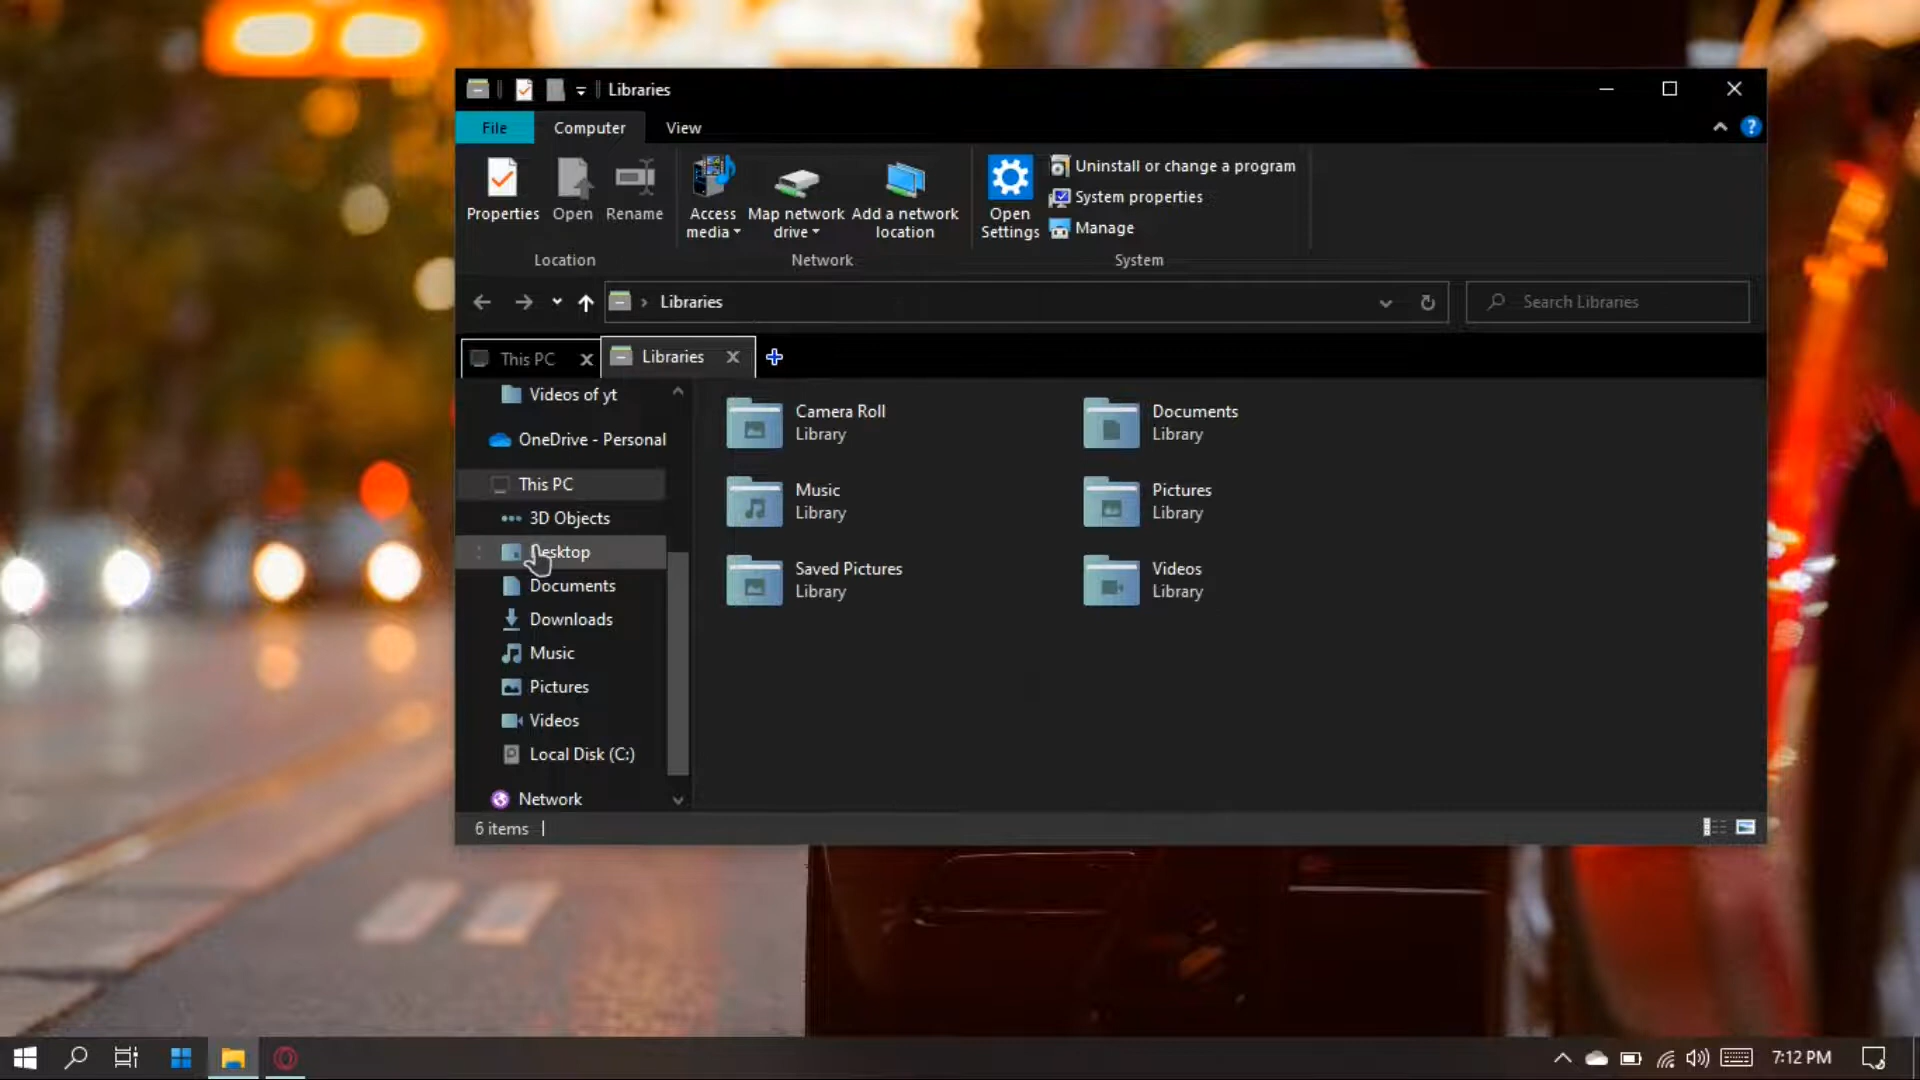 Libraries
File Computer View
Uninstall or change a program
System properties
Manage
Properties Open Rename
Access media
Map network drive
Add a network location
Open Settings
Location Network System
Libraries
Search Libraries
This PC
Libraries
Videos of yt
OneDrive - Personal
This PC
3D Objects
Desktop
Documents
Downloads
Music
Pictures
Videos
Local Disk (C:)
Network
Camera Roll
Library
Documents
Library
Music
Library
Pictures
Library
Saved Pictures
Library
Videos
Library
6 items
7:12 PM